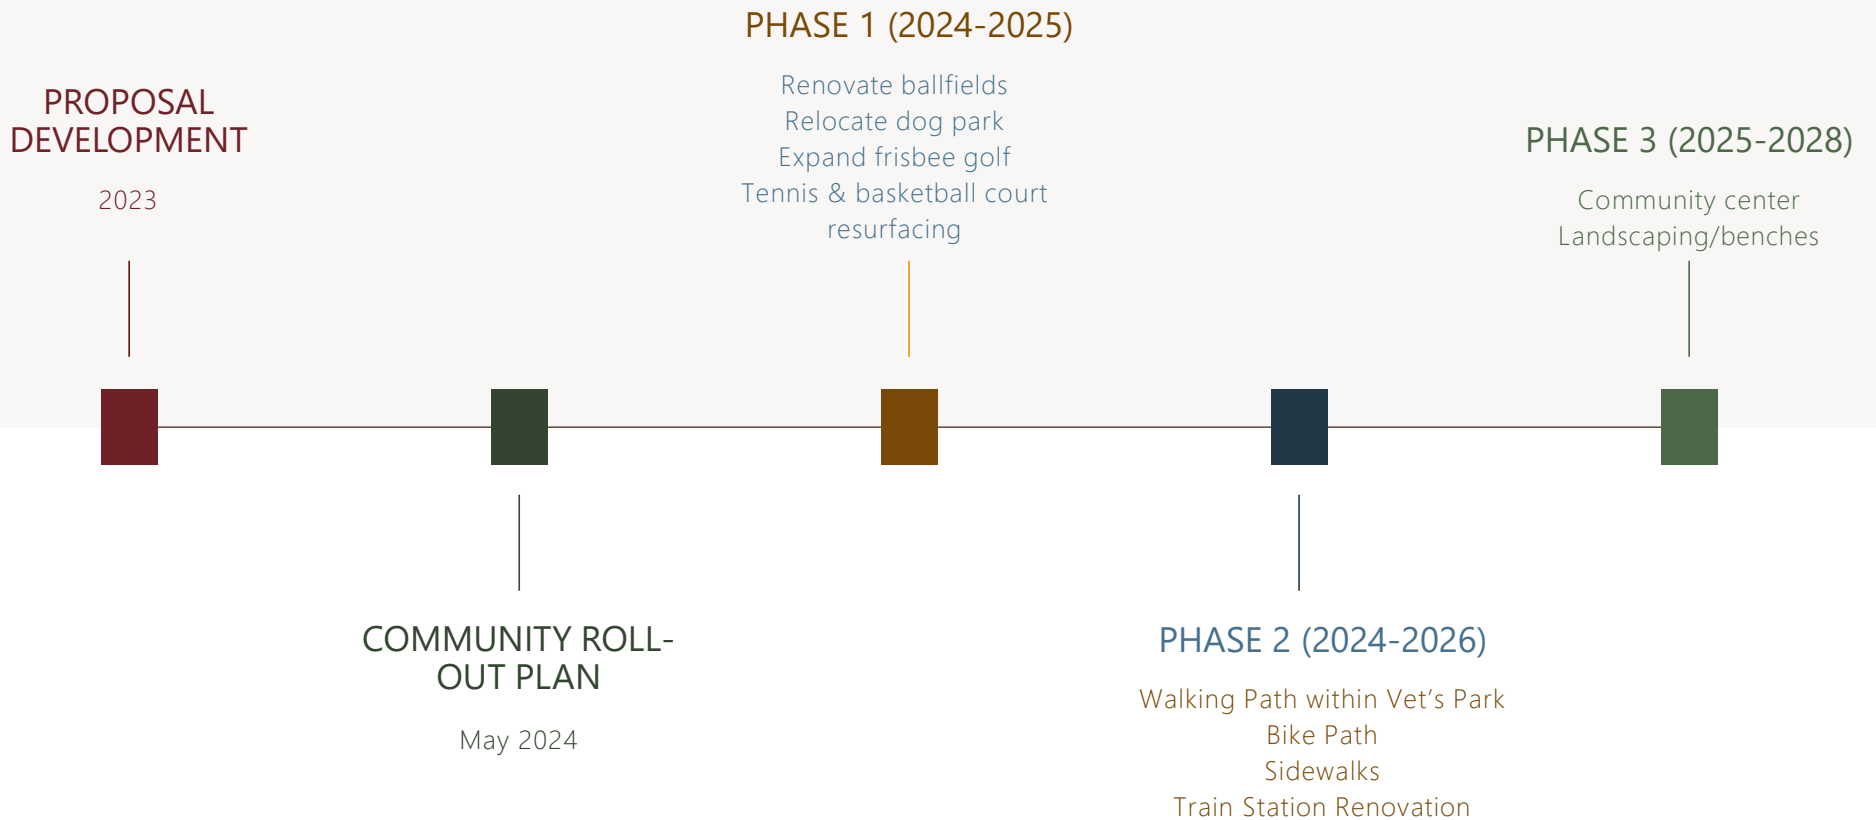 PROPOSAL
DEVELOPMENT
2023
COMMUNITY ROLL-
OUT PLAN
May 2024
PHASE 1 (2024-2025)
Renovate ballfields
Relocate dog park
Expand frisbee golf
Tennis & basketball court
resurfacing
PHASE 2 (2024-2026)
Walking Path within Vet’s Park
Bike Path
Sidewalks
Train Station Renovation
PHASE 3 (2025-2028)
Community center
Landscaping/benches